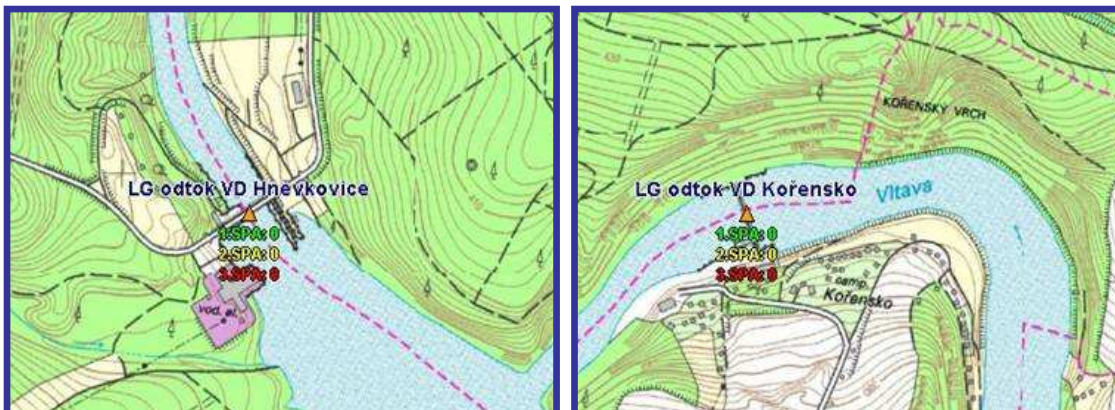 LG odtok VD Hněvkovice
1.SPA: 0
2.SPA: 0
3.SPA: 0
vod. el.
KOŘENSKÝ VRCH
LG odtok VD Kořensko
Vltava
1.SPA: 0
2.SPA: 0
3.SPA: 0
camp
Kořensko